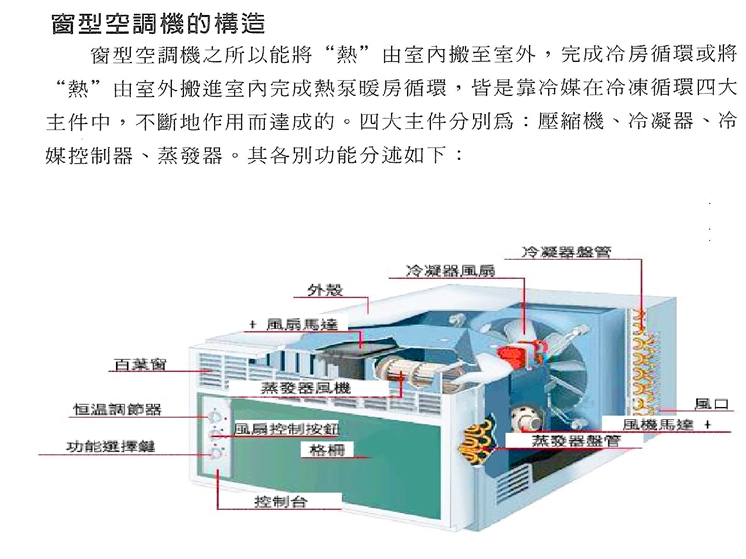 窗型空調機的構造
窗型空調機之所以能將“熱”由室內搬至室外，完成冷房循環或將
“熱”由室外搬進室內完成熱泵暖房循環，皆是靠冷媒在冷凍循環四大
主件中，不斷地作用而達成的。四大主件分別為：壓縮機、冷凝器、冷
媒控制器、蒸發器。其各別功能分述如下：
冷凝器盤管
冷凝器風扇
外殼
+ 風扇馬達
百葉窗
蒸發器風機
恒温調節器
風口
風扇控制按鈕
風機馬達 +
功能選擇鍵
格柵
蒸發器盤管
控制台